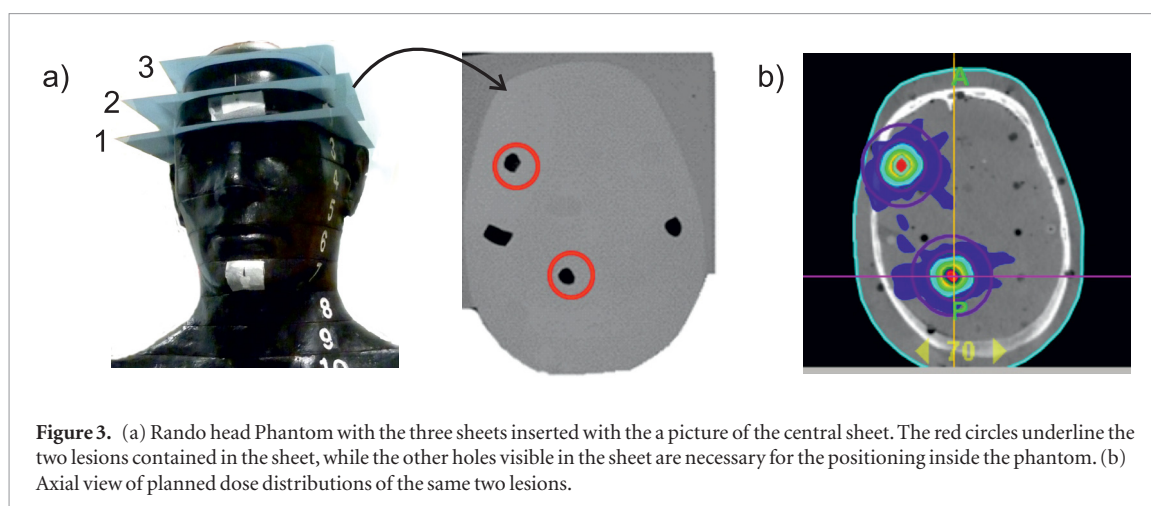 a)
3
2
1
3
4
5
6
7
8
9
10
b)
A
P
70
Figure 3. (a) Rando head Phantom with the three sheets inserted with the a picture of the central sheet. The red circles underline the
two lesions contained in the sheet, while the other holes visible in the sheet are necessary for the positioning inside the phantom. (b)
Axial view of planned dose distributions of the same two lesions.